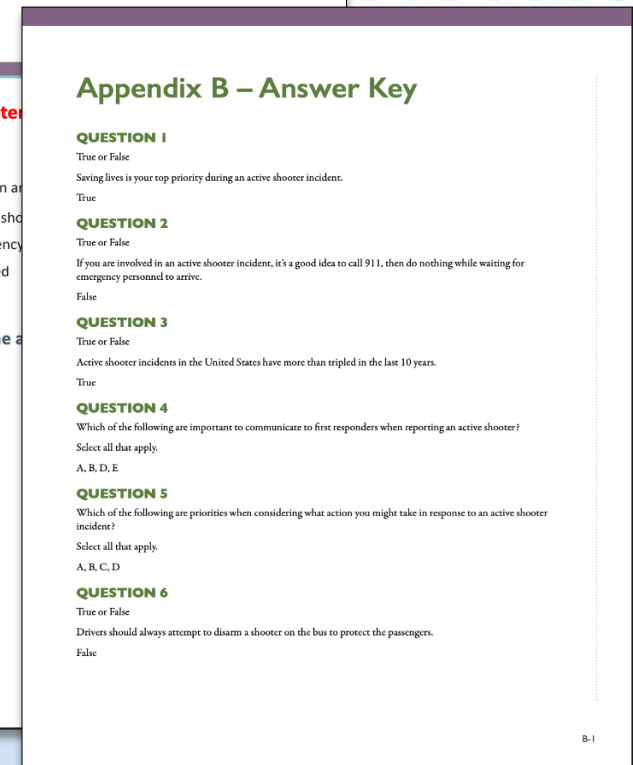 Appendix B – Answer Key
QUESTION 1
True or False
Saving lives is your top priority during an active shooter incident.
True
QUESTION 2
True or False
If you are involved in an active shooter incident, it's a good idea to call 911, then do nothing while waiting for
emergency personnel to arrive.
False
QUESTION 3
True or False
Active shooter incidents in the United States have more than tripled in the last 10 years.
True
QUESTION 4
Which of the following are important to communicate to first responders when reporting an active shooter?
Select all that apply.
A, B, D, E
QUESTION 5
Which of the following are priorities when considering what action you might take in response to an active shooter
incident?
Select all that apply.
A, B, C, D
QUESTION 6
True or False
Drivers should always attempt to disarm a shooter on the bus to protect the passengers.
False
B-1